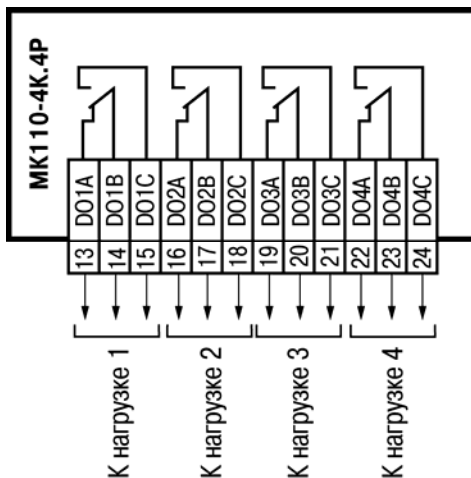 МК110-4К.4Р
DO1A
DO1B
DO1C
DO2A
DO2B
DO2C
DO3A
DO3B
DO3C
DO4A
DO4B
DO4C
13
14
15
16
17
18
19
20
21
22
23
24
К нагрузке 1
К нагрузке 2
К нагрузке 3
К нагрузке 4